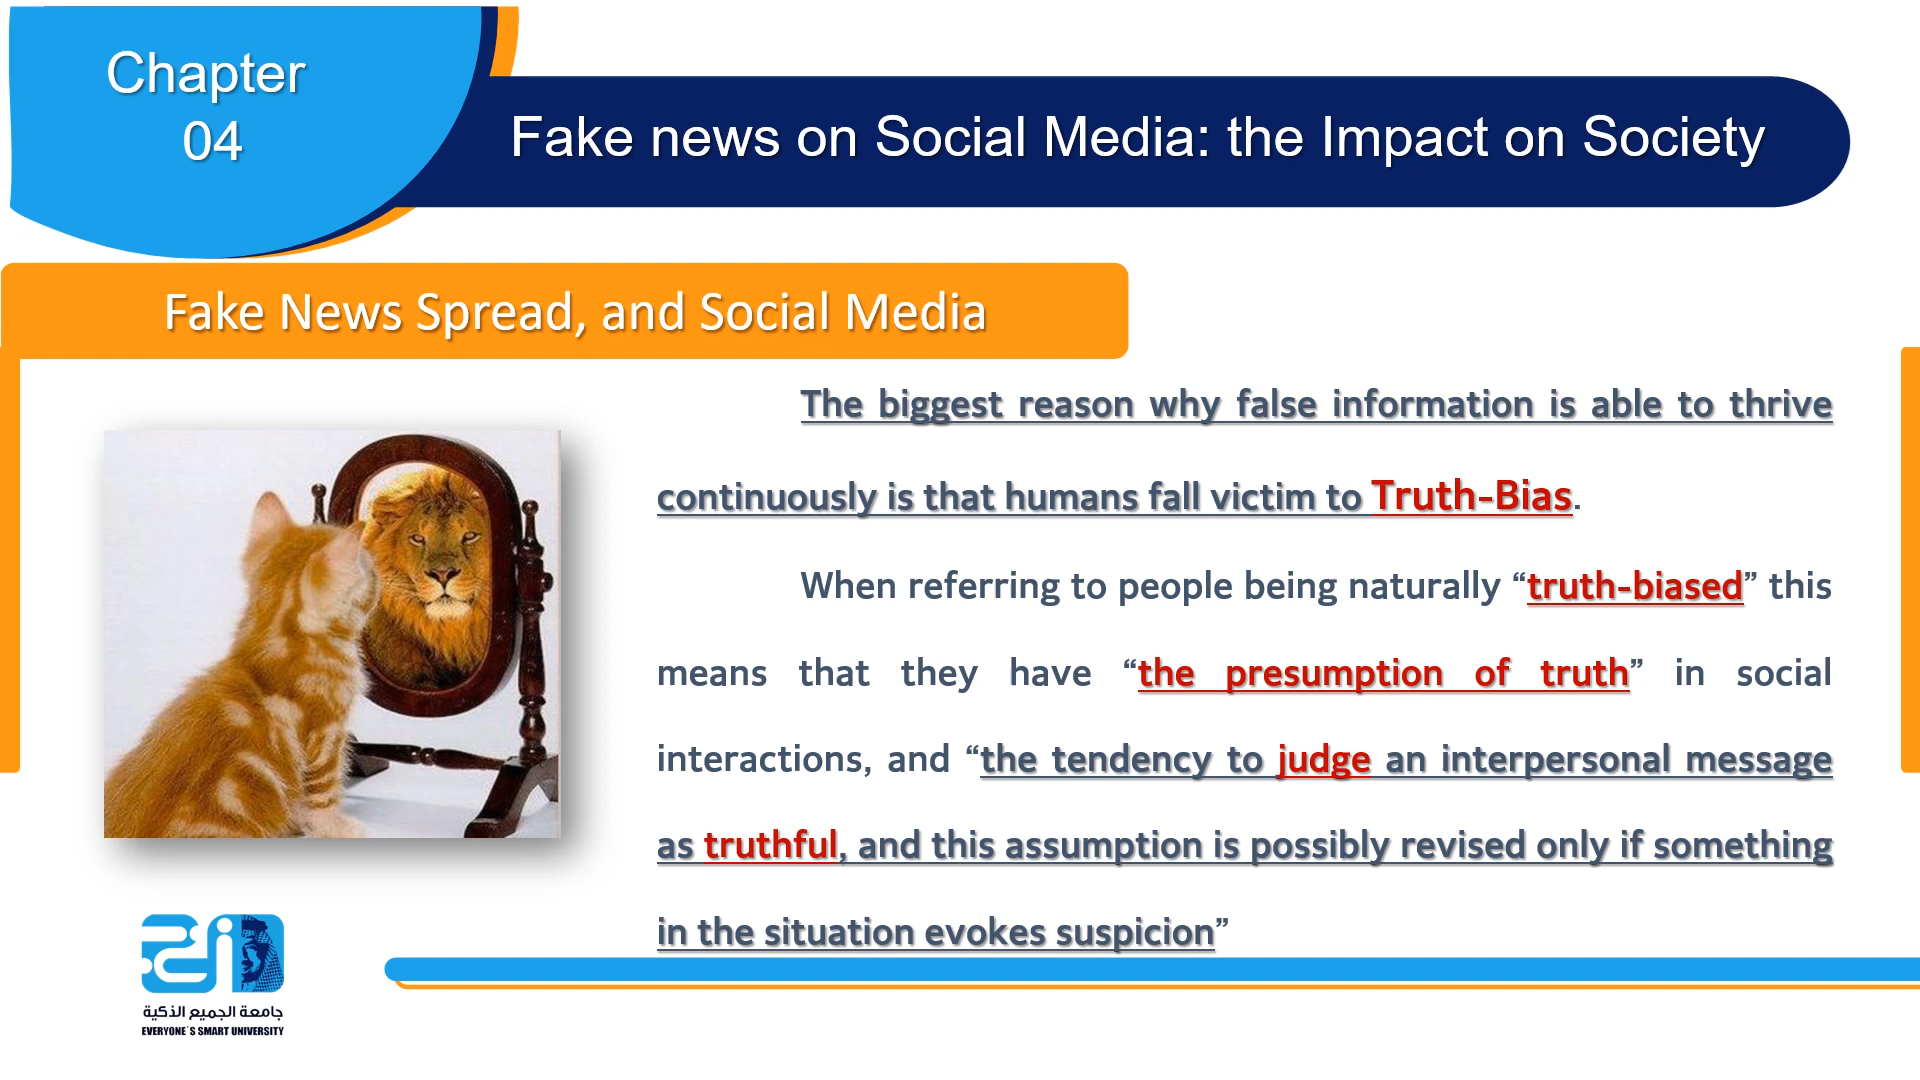 Chapter
04
Fake news on Social Media: the Impact on Society
Fake News Spread, and Social Media
The biggest reason why false information is able to thrive
continuously is that humans fall victim to Truth-Bias.
When referring to people being naturally “truth-biased” this
means that they have “the presumption of truth” in social
interactions, and “the tendency to judge an interpersonal message
as truthful, and this assumption is possibly revised only if something
in the situation evokes suspicion”
جامعة الجميع الذكية
EVERYONE`S SMART UNIVERSITY